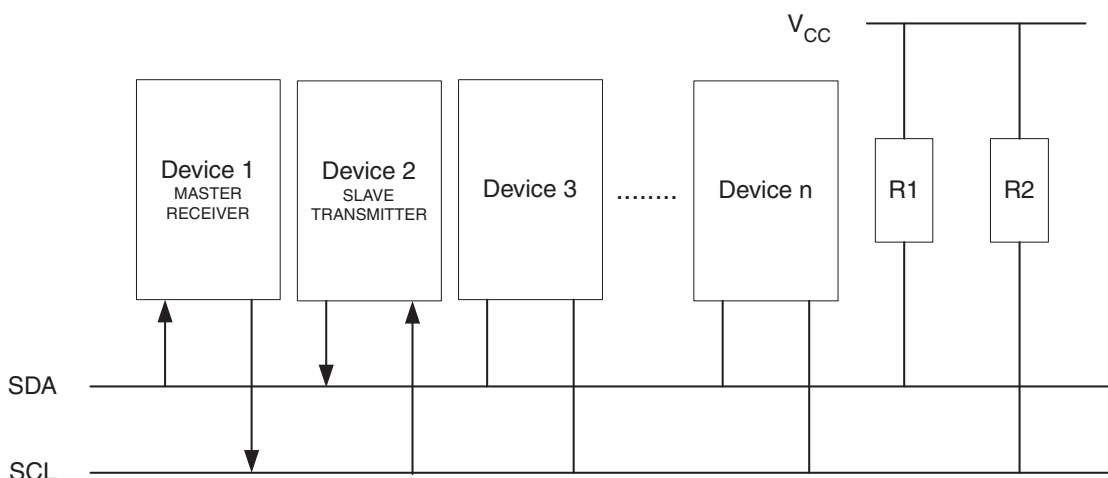 VCC
Device 1
MASTER
RECEIVER
Device 2
SLAVE
TRANSMITTER
Device 3
........
Device n
R1
R2
SDA
SCL